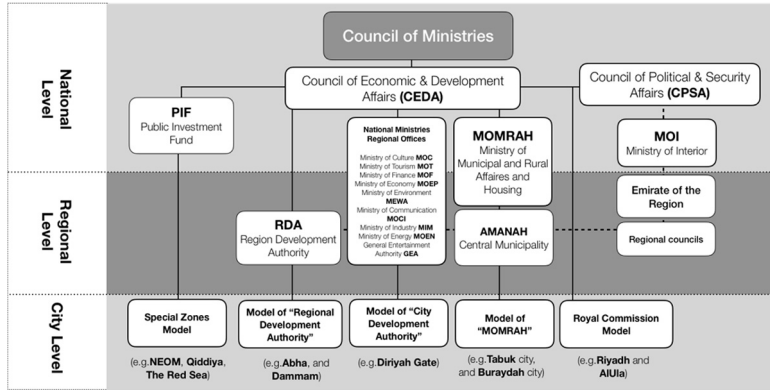 Council of Ministries
National
Level
Council of Economic & Development
Affairs (CEDA)
Council of Political & Security
Affairs (CPSA)
PIF
Public Investment
Fund
National Ministries
Regional Offices
Ministry of Culture MOC
Ministry of Tourism MOT
Ministry of Finance MOF
Ministry of Economy MOEP
Ministry of Environment
MEWA
Ministry of Communication
MOCI
Ministry of Industry MIM
Ministry of Energy MOEN
General Entertainment
Authority GEA
MOMRAH
Ministry of
Municipal and Rural
Affaires and
Housing
MOI
Ministry of Interior
Regional
Level
RDA
Region Development
Authority
AMANAH
Central Municipality
Emirate of the
Region
Regional councils
City Level
Special Zones
Model
(e.g.NEOM, Qiddiya,
The Red Sea)
Model of “Regional
Development
Authority”
(e.g.Abha, and
Dammam)
Model of “City
Development
Authority”
(e.g.Diriyah Gate)
Model of
“MOMRAH”
(e.g.Tabuk city,
and Buraydah city)
Royal Commission
Model
(e.g.Riyadh and
AlUla)